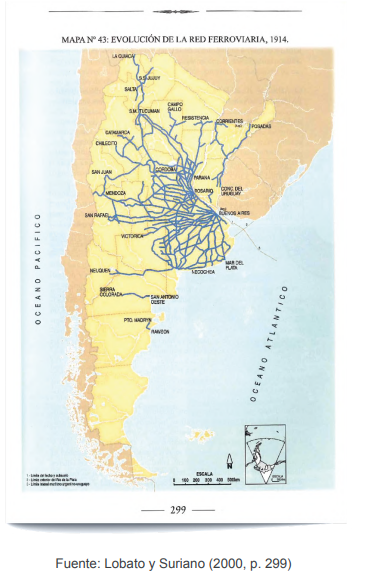 MAPA Nº 43: EVOLUCIÓN DE LA RED FERROVIARIA, 1914.
LA QUIACA
S.S. JUJUY
SALTA
CAMPO
GALLO
S.M. TUCUMAN
RESISTENCIA
CORRIENTES
POSADAS
CATAMARCA
CHILECITO
CORDOBA
SAN JUAN
PARANA
MENDOZA
ROSARIO
CONC. DEL
URUGUAY
SAN RAFAEL
BUENOS AIRES
VICTORICA
MAR DEL
PLATA
NEUQUEN
NECOCHEA
SIERRA
COLORADA
SAN ANTONIO
OESTE
PTO. MADRYN
RAWSON
OCEANO PACIFICO
OCEANO ATLANTICO
ESCALA
0 100 200 300 400 500km
299
Fuente: Lobato y Suriano (2000, p. 299)